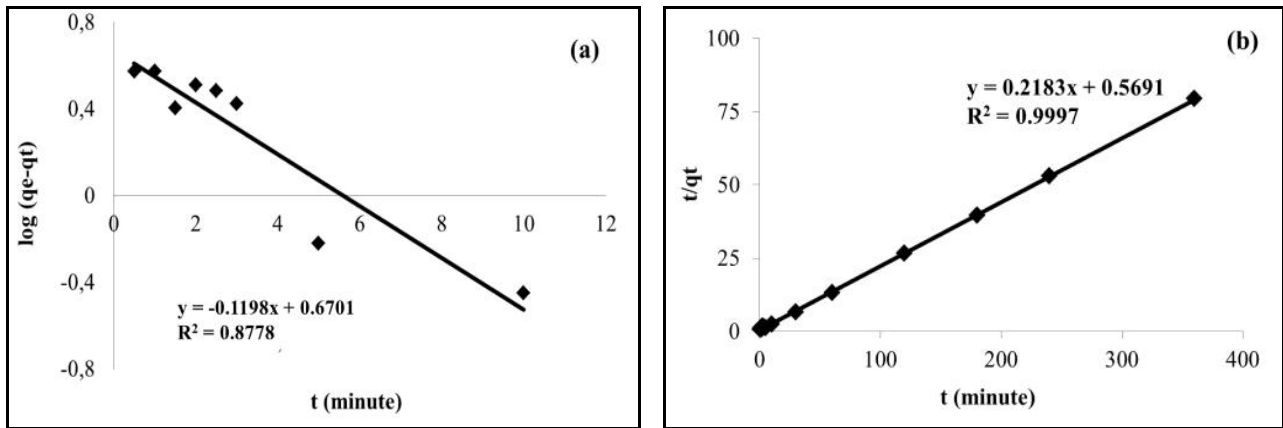 (a)
0,8
0,4
0
-0,4
-0,8
0 2 4 6 8 10 12
log (qe-qt)
t (minute)
y = -0.1198x + 0.6701
R² = 0.8778
(b)
100
75
50
25
0
0 100 200 300 400
t/qt
t (minute)
y = 0.2183x + 0.5691
R² = 0.9997